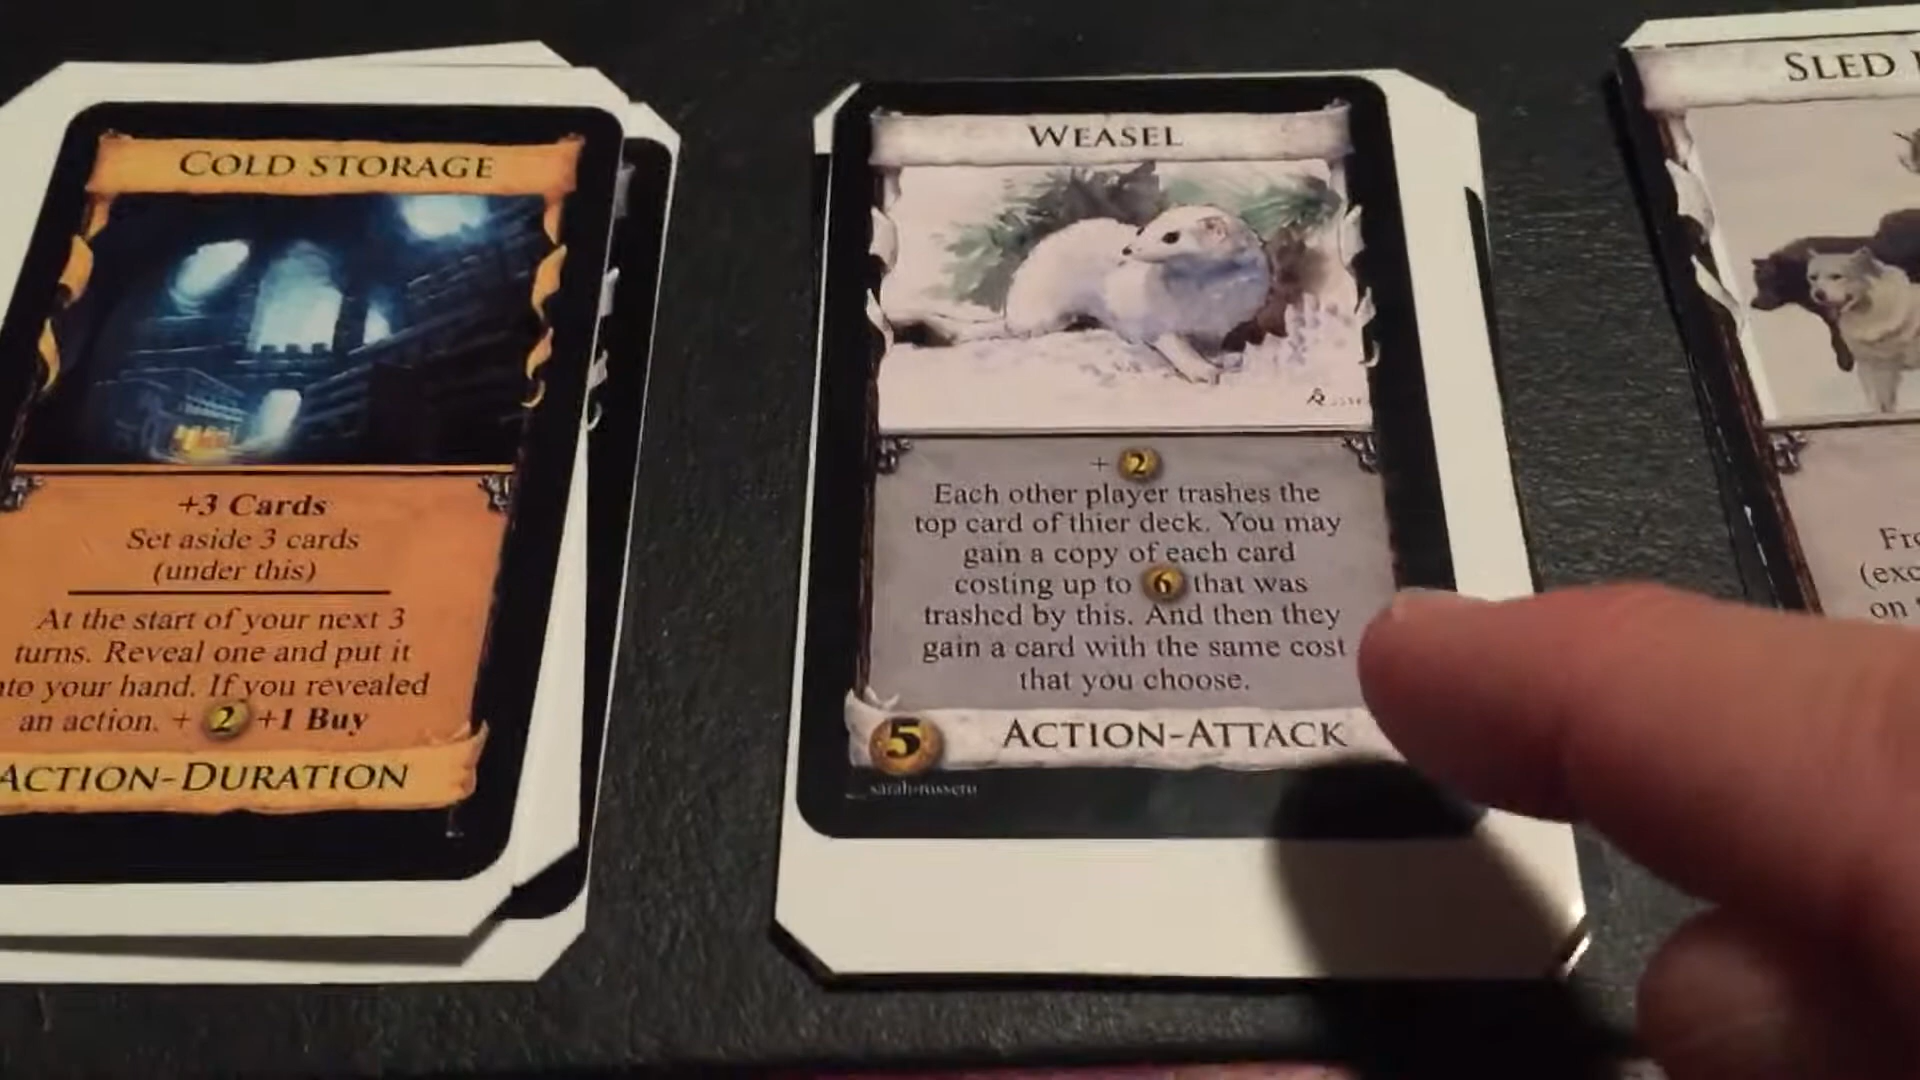 COLD STORAGE
+3 Cards
Set aside 3 cards
(under this)
At the start of your next 3
turns. Reveal one and put it
to your hand. If you revealed
an action. + 2 +1 Buy
ACTION-DURATION
WEASEL
+ 2
Each other player trashes the
top card of thier deck. You may
gain a copy of each card
costing up to 6 that was
trashed by this. And then they
gain a card with the same cost
that you choose.
5 ACTION-ATTACK
SLED
(exc
on